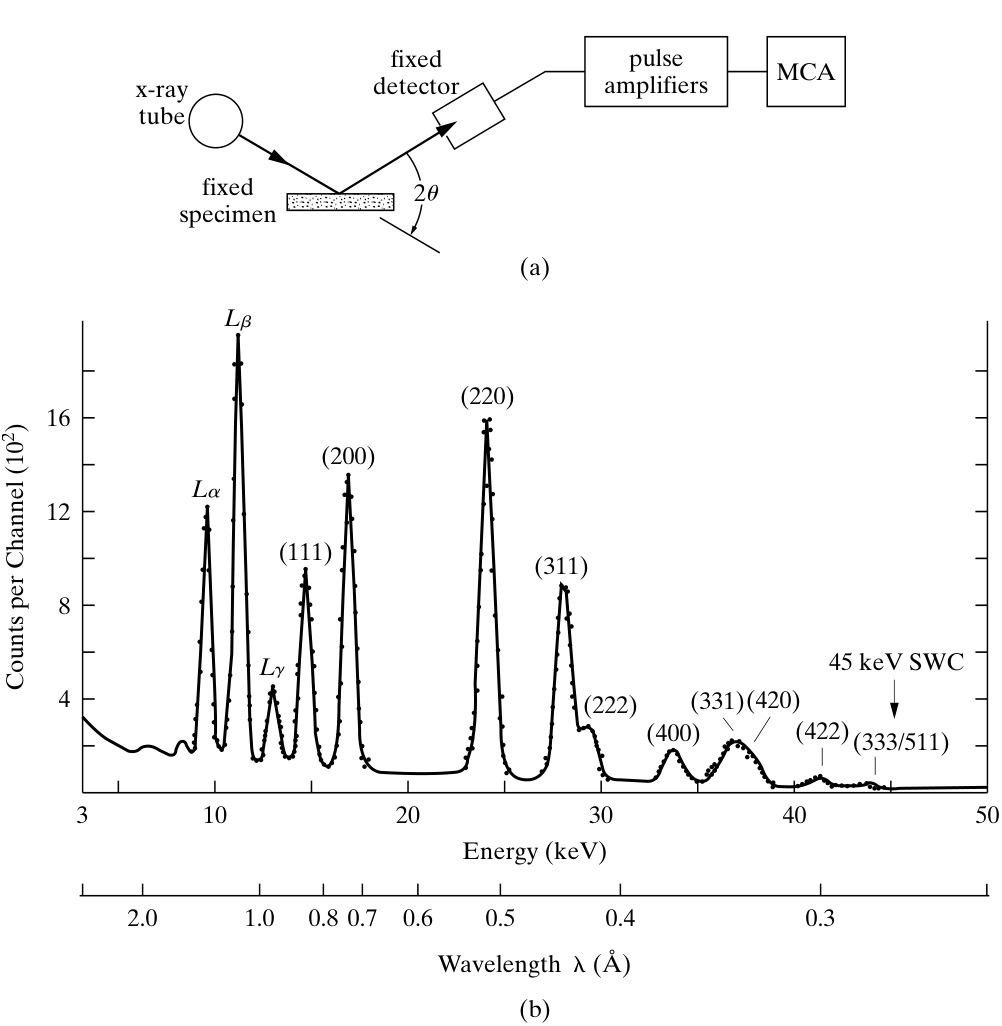 x-ray
tube
fixed
detector
pulse
amplifiers
MCA
fixed
specimen
2θ
(a)
Counts per Channel (10²)
16
12
8
4
Lα
Lβ
Lγ
(111)
(200)
(220)
(311)
(222)
(400)
(331) (420)
(422)
(333/511)
45 keV SWC
3 10 20 30 40 50
Energy (keV)
2.0 1.0 0.8 0.7 0.6 0.5 0.4 0.3
Wavelength λ (Å)
(b)